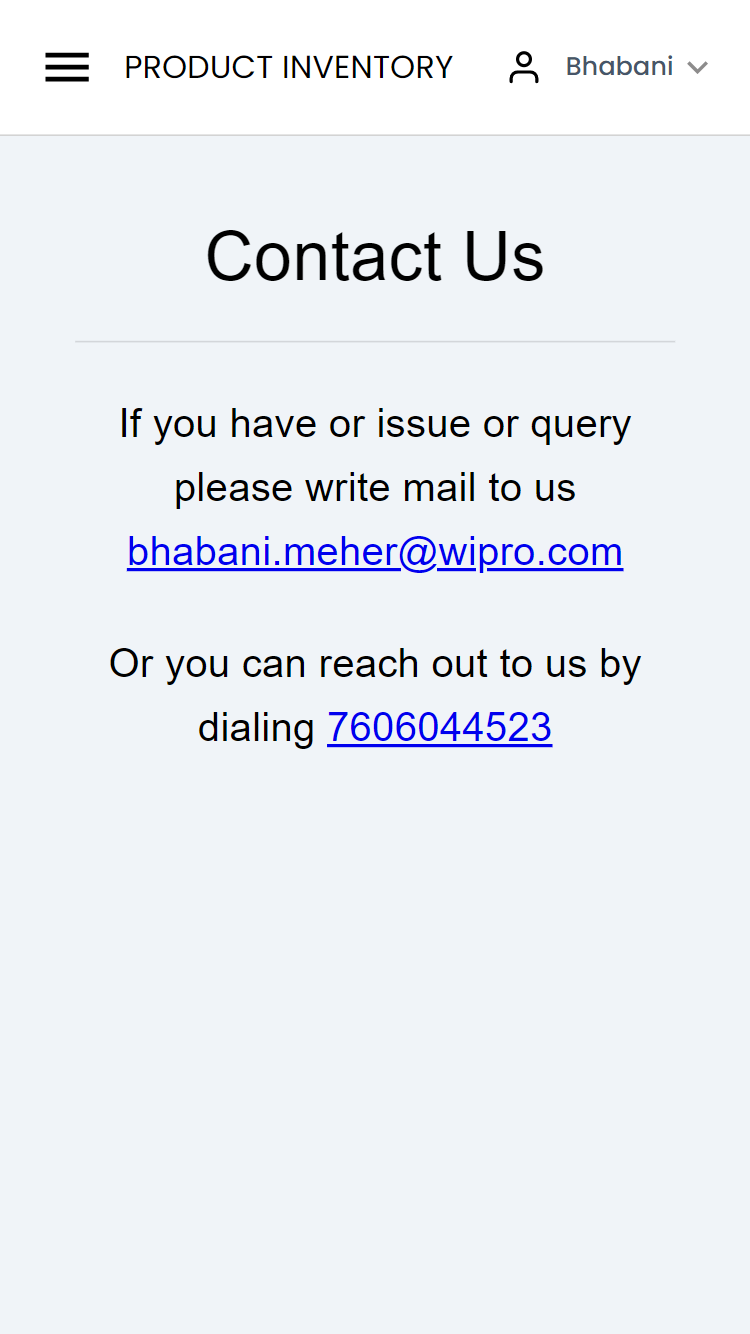 PRODUCT INVENTORY Bhabani
Contact Us
If you have or issue or query
please write mail to us
bhabani.meher@wipro.com
Or you can reach out to us by
dialing 7606044523